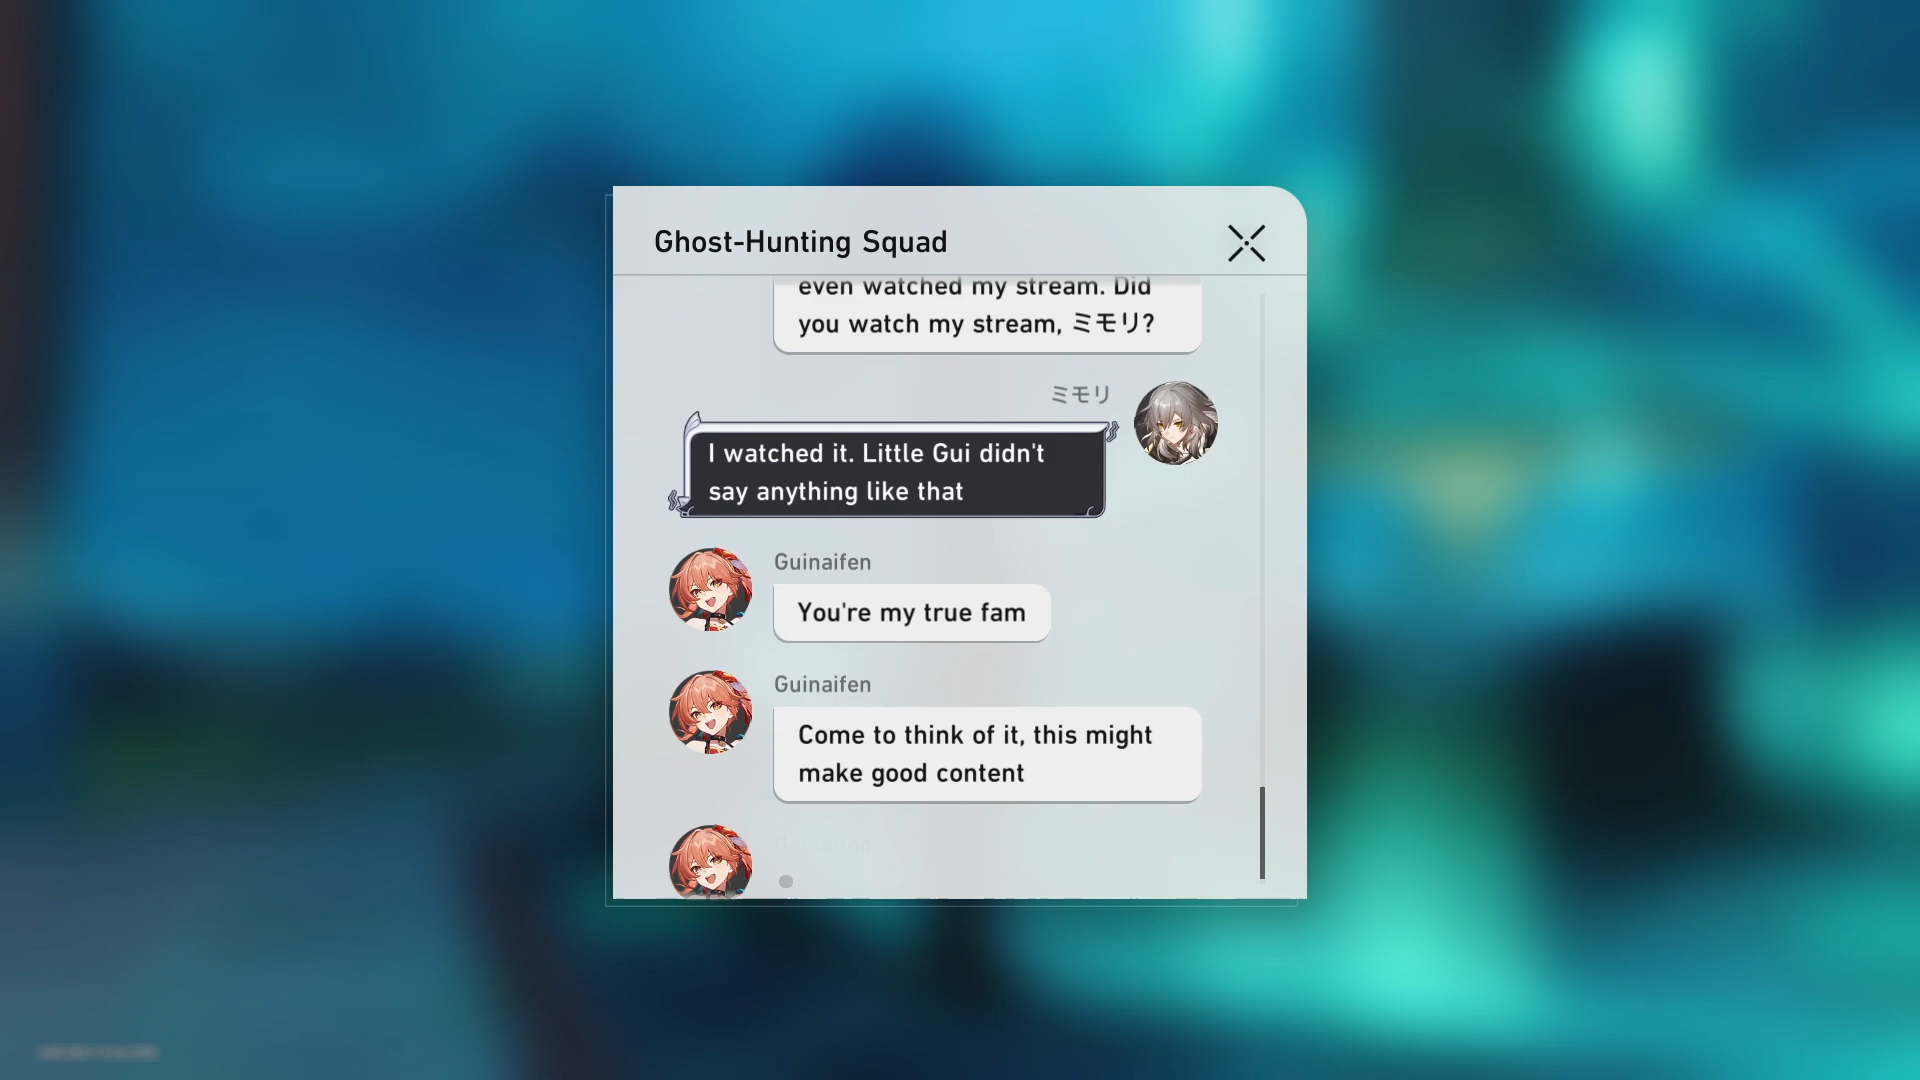 Ghost-Hunting Squad
even watched my stream. Did
you watch my stream, ミモリ?
ミモリ
I watched it. Little Gui didn't
say anything like that
Guinaifen
You're my true fam
Guinaifen
Come to think of it, this might
make good content
Guinaifen